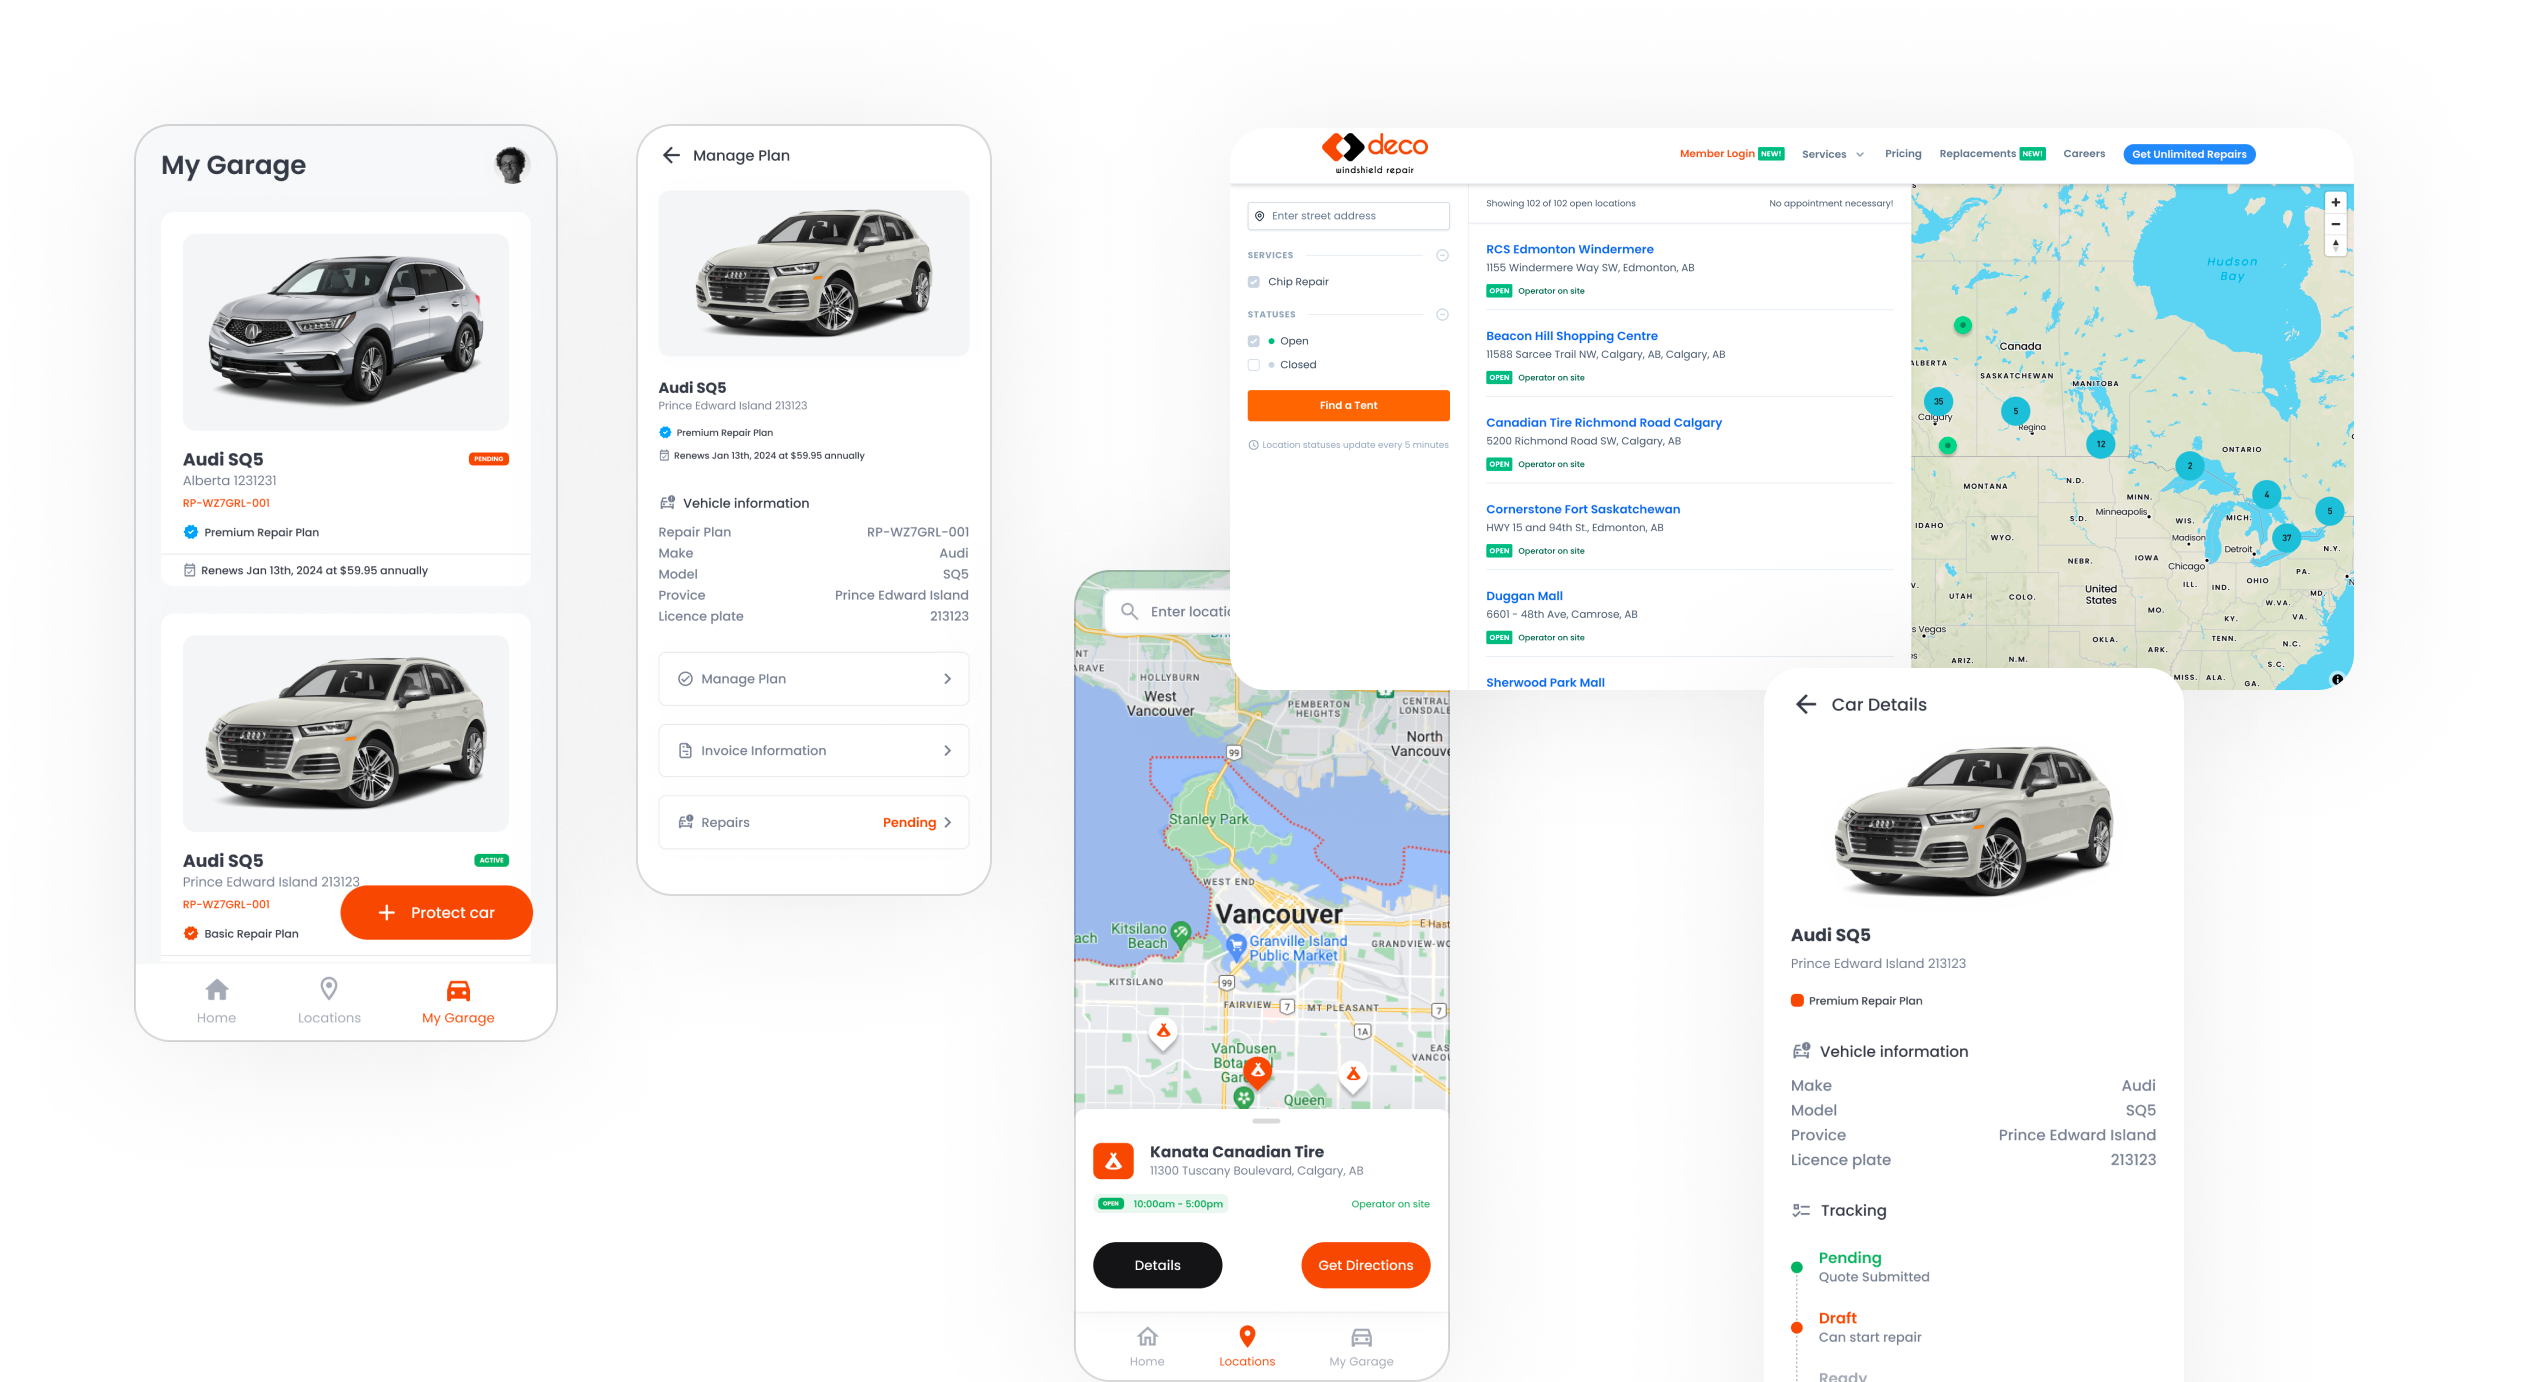 My Garage
Audi SQ5
PENDING
Alberta 1231231
RP-WZ7GRL-001
Premium Repair Plan
Renews Jan 13th, 2024 at $59.95 annually
Audi SQ5
ACTIVE
Prince Edward Island 213123
RP-WZ7GRL-001
Protect car
Basic Repair Plan
Home
Locations
My Garage
Manage Plan
Audi SQ5
Prince Edward Island 213123
Premium Repair Plan
Renews Jan 13th, 2024 at $59.95 annually
Vehicle information
Repair Plan RP-WZ7GRL-001
Make Audi
Model SQ5
Provice Prince Edward Island
Licence plate 213123
Manage Plan
Invoice Information
Repairs Pending
deco
windshield repair
Member Login NEW! Services Pricing Replacements NEW! Careers Get Unlimited Repairs
Enter street address
SERVICES
Chip Repair
STATUSES
Open
Closed
Find a Tent
Location statuses update every 5 minutes
Showing 102 of 102 open locations No appointment necessary!
RCS Edmonton Windermere
1155 Windermere Way SW, Edmonton, AB
OPEN Operator on site
Beacon Hill Shopping Centre
11588 Sarcee Trail NW, Calgary, AB, Calgary, AB
OPEN Operator on site
Canadian Tire Richmond Road Calgary
5200 Richmond Road SW, Calgary, AB
OPEN Operator on site
Cornerstone Fort Saskatchewan
HWY 15 and 94th St., Edmonton, AB
OPEN Operator on site
Duggan Mall
6601 - 48th Ave, Camrose, AB
OPEN Operator on site
Sherwood Park Mall
Hudson
Bay
Canada
ALBERTA
SASKATCHEWAN
MANITOBA
35
5
Calgary
Regina
12
ONTARIO
2
MONTANA
N.D.
4
MINN.
5
S.D.
Minneapolis
WIS.
MICH.
IDAHO
WYO.
Madison
37
Detroit
N.Y.
IOWA
NEBR.
Chicago
PA.
ILL.
IND.
OHIO
UTAH
COLO.
United
States
MD.
MO.
W.VA.
KY.
VA.
s Vegas
OKLA.
TENN.
N.C.
ARK.
ARIZ.
N.M.
S.C.
MISS.
ALA.
GA.
Enter locatic
NT
ARAVE
HOLLYBURN
West
Vancouver
PEMBERTON
HEIGHTS
CENTRAL
LONSDALE
North
Vancouve
99
Stanley Park
WEST END
Vancouver
Kitsilano
Beach
ach
E Hast
Granville Island
Public Market
GRANDVIEW-WO
KITSILANO
99
FAIRVIEW
7
MT PLEASANT
7
1A
EAS
VANCOU
VanDusen
Bota
Gar
Queen
Kanata Canadian Tire
11300 Tuscany Boulevard, Calgary, AB
OPEN 10:00am - 5:00pm Operator on site
Details
Get Directions
Home
Locations
My Garage
Car Details
Audi SQ5
Prince Edward Island 213123
Premium Repair Plan
Vehicle information
Make Audi
Model SQ5
Provice Prince Edward Island
Licence plate 213123
Tracking
Pending
Quote Submitted
Draft
Can start repair
Ready